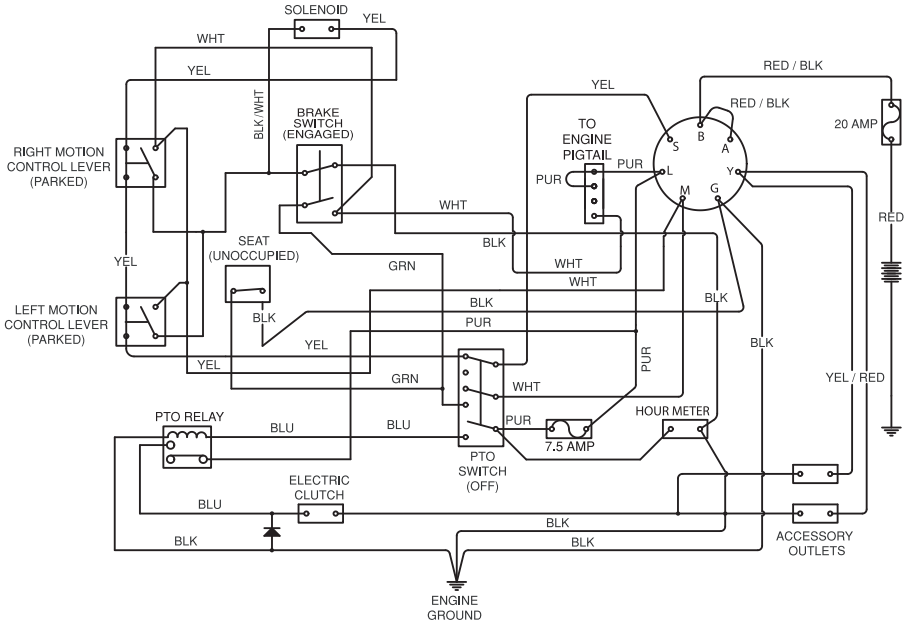 SOLENOID
YEL
WHT
YEL
BLK/WHT
BRAKE
SWITCH
(ENGAGED)
RIGHT MOTION
CONTROL LEVER
(PARKED)
YEL
TO
ENGINE
PIGTAIL
PUR
PUR
RED / BLK
RED / BLK
B
S
A
L
Y
M
G
20 AMP
RED
WHT
BLK
SEAT
(UNOCCUPIED)
GRN
WHT
WHT
YEL
LEFT MOTION
CONTROL LEVER
(PARKED)
BLK
BLK
BLK
PUR
YEL
YEL
GRN
WHT
PUR
BLK
YEL / RED
PTO RELAY
BLU
BLU
PUR
7.5 AMP
HOUR METER
PTO
SWITCH
(OFF)
ELECTRIC
CLUTCH
BLU
BLK
BLK
BLK
ACCESSORY
OUTLETS
ENGINE
GROUND